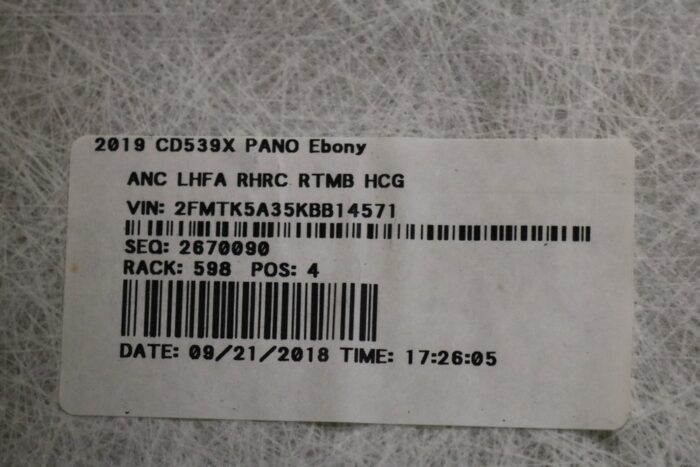 2019 CD539X PANO Ebony
ANC LHFA RHRC RTMB HCG
VIN: 2FMTK5A35KBB14571
SEQ: 2670090
RACK: 598 POS: 4
DATE: 09/21/2018 TIME: 17:26:05